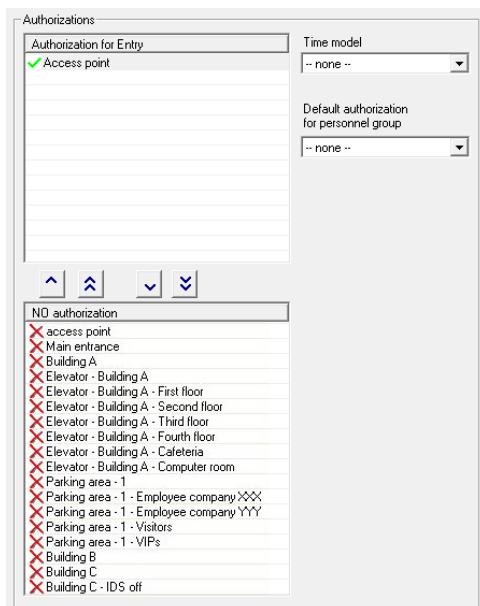 Authorizations
Authorization for Entry
Access point
Time model
-- none --
Default authorization
for personnel group
-- none --
NO authorization
access point
Main entrance
Building A
Elevator - Building A
Elevator - Building A - First floor
Elevator - Building A - Second floor
Elevator - Building A - Third floor
Elevator - Building A - Fourth floor
Elevator - Building A - Cafeteria
Elevator - Building A - Computer room
Parking area - 1
Parking area - 1 - Employee company XXX
Parking area - 1 - Employee company YYY
Parking area - 1 - Visitors
Parking area - 1 - VIPs
Building B
Building C
Building C - IDS off